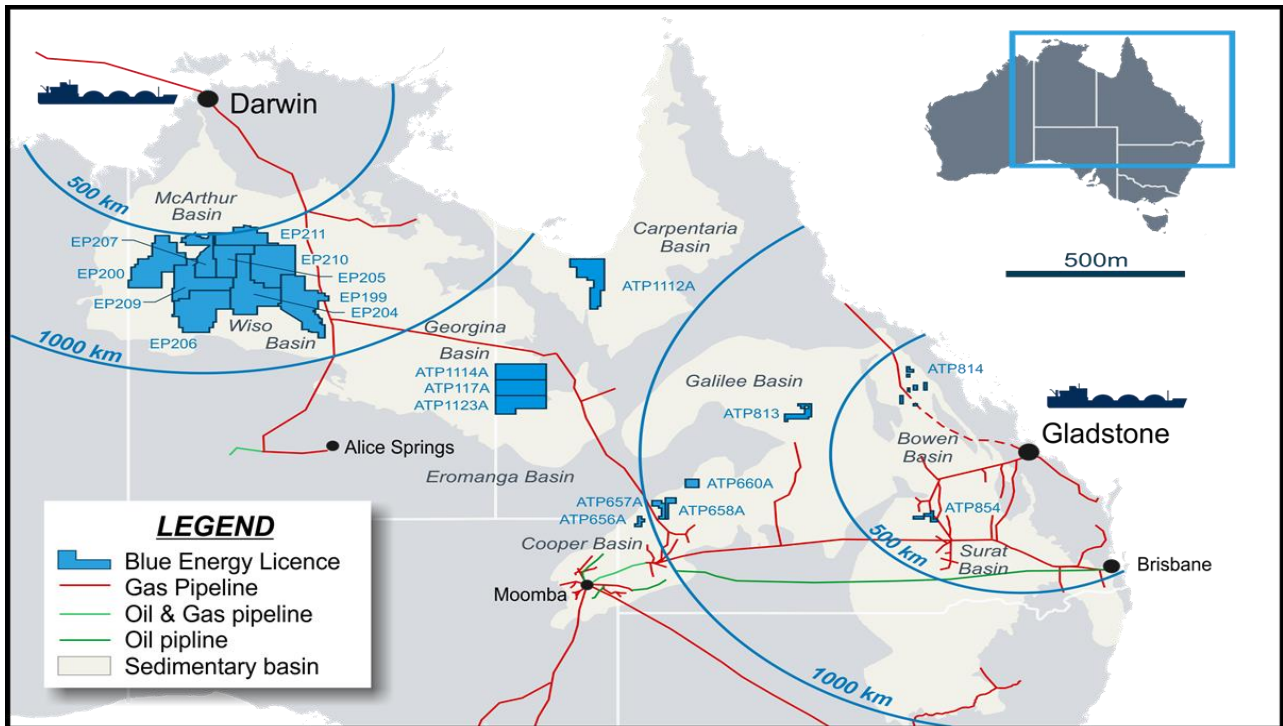 Darwin
500 km
McArthur
Basin
EP207
EP211
EP210
EP200
EP205
EP209
EP199
EP204
Wiso
Basin
EP206
1000 km
Georgina
Basin
ATP1114A
ATP117A
ATP1123A
Carpentaria
Basin
ATP1112A
500m
Galilee Basin
ATP813
ATP814
Gladstone
Bowen
Basin
Alice Springs
Eromanga Basin
ATP660A
ATP657A
ATP658A
ATP656A
ATP854
Cooper Basin
500 km
Surat
Basin
Brisbane
Moomba
1000 km
LEGEND
Blue Energy Licence
Gas Pipeline
Oil & Gas pipeline
Oil pipline
Sedimentary basin